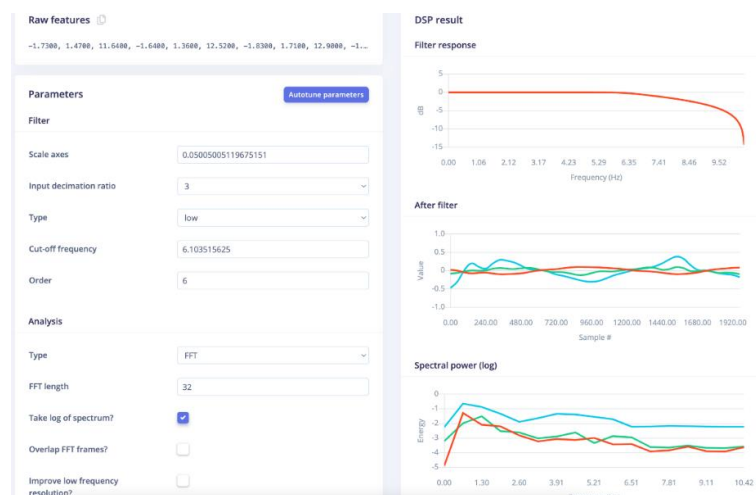 Raw features
-1.7300, 1.4700, 11.6400, -1.6400, 1.3600, 12.5200, -1.8300, 1.7100, 12.9000, -1...
Parameters
Autotune parameters
Filter
Scale axes
0.05005005119675151
Input decimation ratio
3
Type
low
Cut-off frequency
6.103515625
Order
6
Analysis
Type
FFT
FFT length
32
Take log of spectrum?
Overlap FFT frames?
Improve low frequency
resolution?
DSP result
Filter response
5
0
-5
-10
-15
dB
0.00 1.06 2.12 3.17 4.23 5.29 6.35 7.41 8.46 9.52
Frequency (Hz)
After filter
1.0
0.5
0
-0.5
-1.0
Value
0.00 240.00 480.00 720.00 960.00 1200.00 1440.00 1680.00 1920.00
Sample #
Spectral power (log)
0
-1
-2
-3
-4
-5
Energy
0.00 1.30 2.60 3.91 5.21 6.51 7.81 9.11 10.42